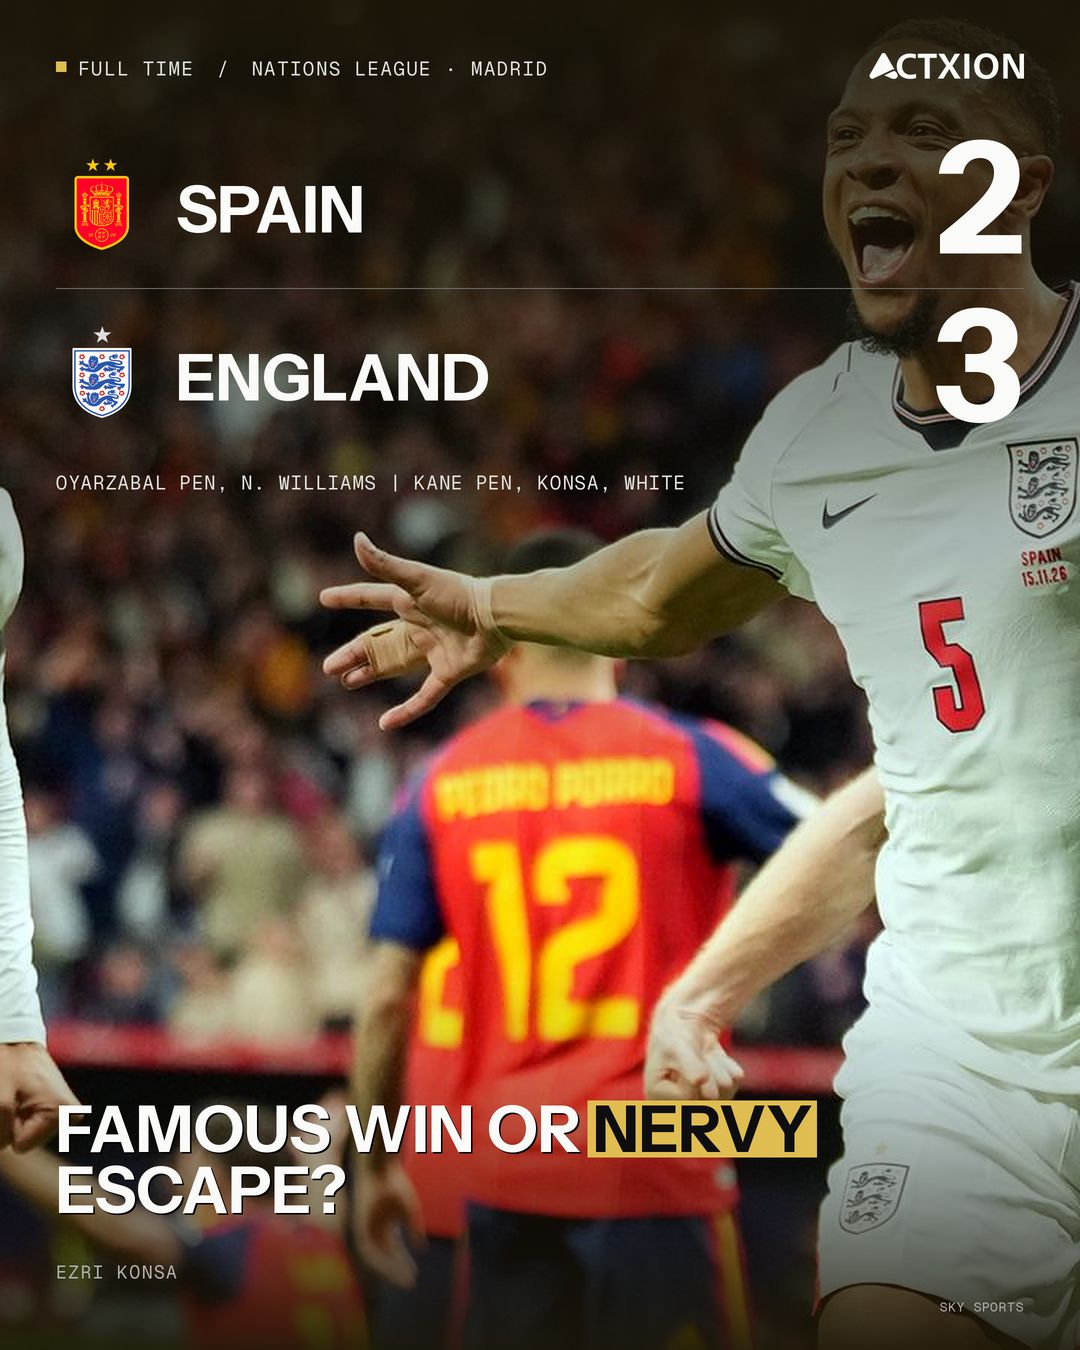 FULL TIME / NATIONS LEAGUE · MADRID
ACTXION
SPAIN
2
ENGLAND
3
OYARZABAL PEN, N. WILLIAMS | KANE PEN, KONSA, WHITE
SPAIN
15.11.26
5
PEDRO PORRO
12
FAMOUS WIN OR NERVY
ESCAPE?
EZRI KONSA
SKY SPORTS